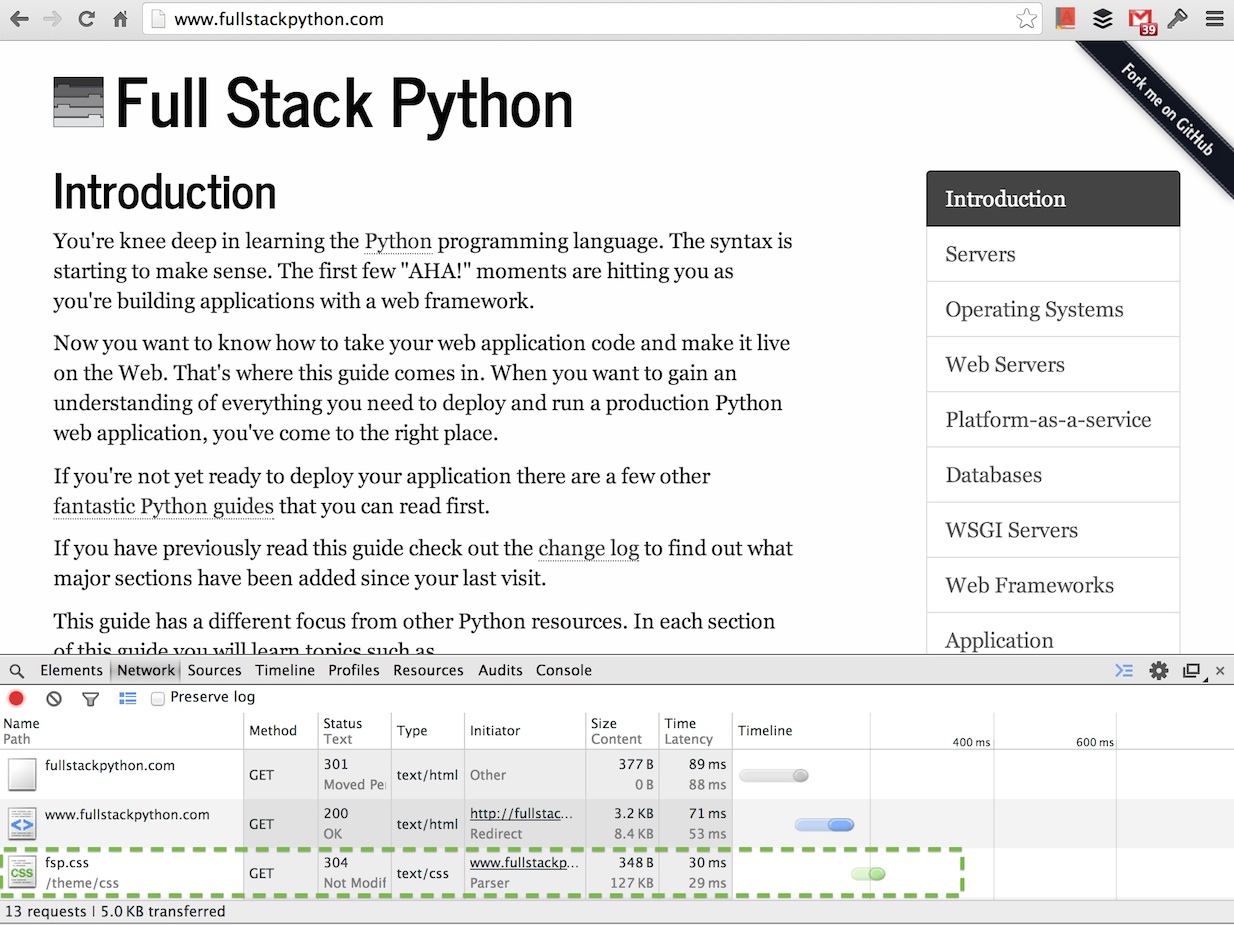 www.fullstackpython.com
39
Fork me on GitHub
Full Stack Python
Introduction
You're knee deep in learning the Python programming language. The syntax is
starting to make sense. The first few "AHA!" moments are hitting you as
you're building applications with a web framework.
Now you want to know how to take your web application code and make it live
on the Web. That's where this guide comes in. When you want to gain an
understanding of everything you need to deploy and run a production Python
web application, you've come to the right place.
If you're not yet ready to deploy your application there are a few other
fantastic Python guides that you can read first.
If you have previously read this guide check out the change log to find out what
major sections have been added since your last visit.
This guide has a different focus from other Python resources. In each section
of this guide you will learn topics such as
Introduction
Servers
Operating Systems
Web Servers
Platform-as-a-service
Databases
WSGI Servers
Web Frameworks
Application
Elements Network Sources Timeline Profiles Resources Audits Console
Preserve log
Name Path Method Status Text Type Initiator Size Content Time Latency Timeline 400 ms 600 ms
fullstackpython.com GET 301 Moved Pe text/html Other 377 B 0 B 89 ms 88 ms
www.fullstackpython.com GET 200 OK text/html http://fullstac... Redirect 3.2 KB 8.4 KB 71 ms 53 ms
CSS fsp.css /theme/css GET 304 Not Modif text/css www.fullstackp... Parser 348 B 127 KB 30 ms 29 ms
13 requests | 5.0 KB transferred